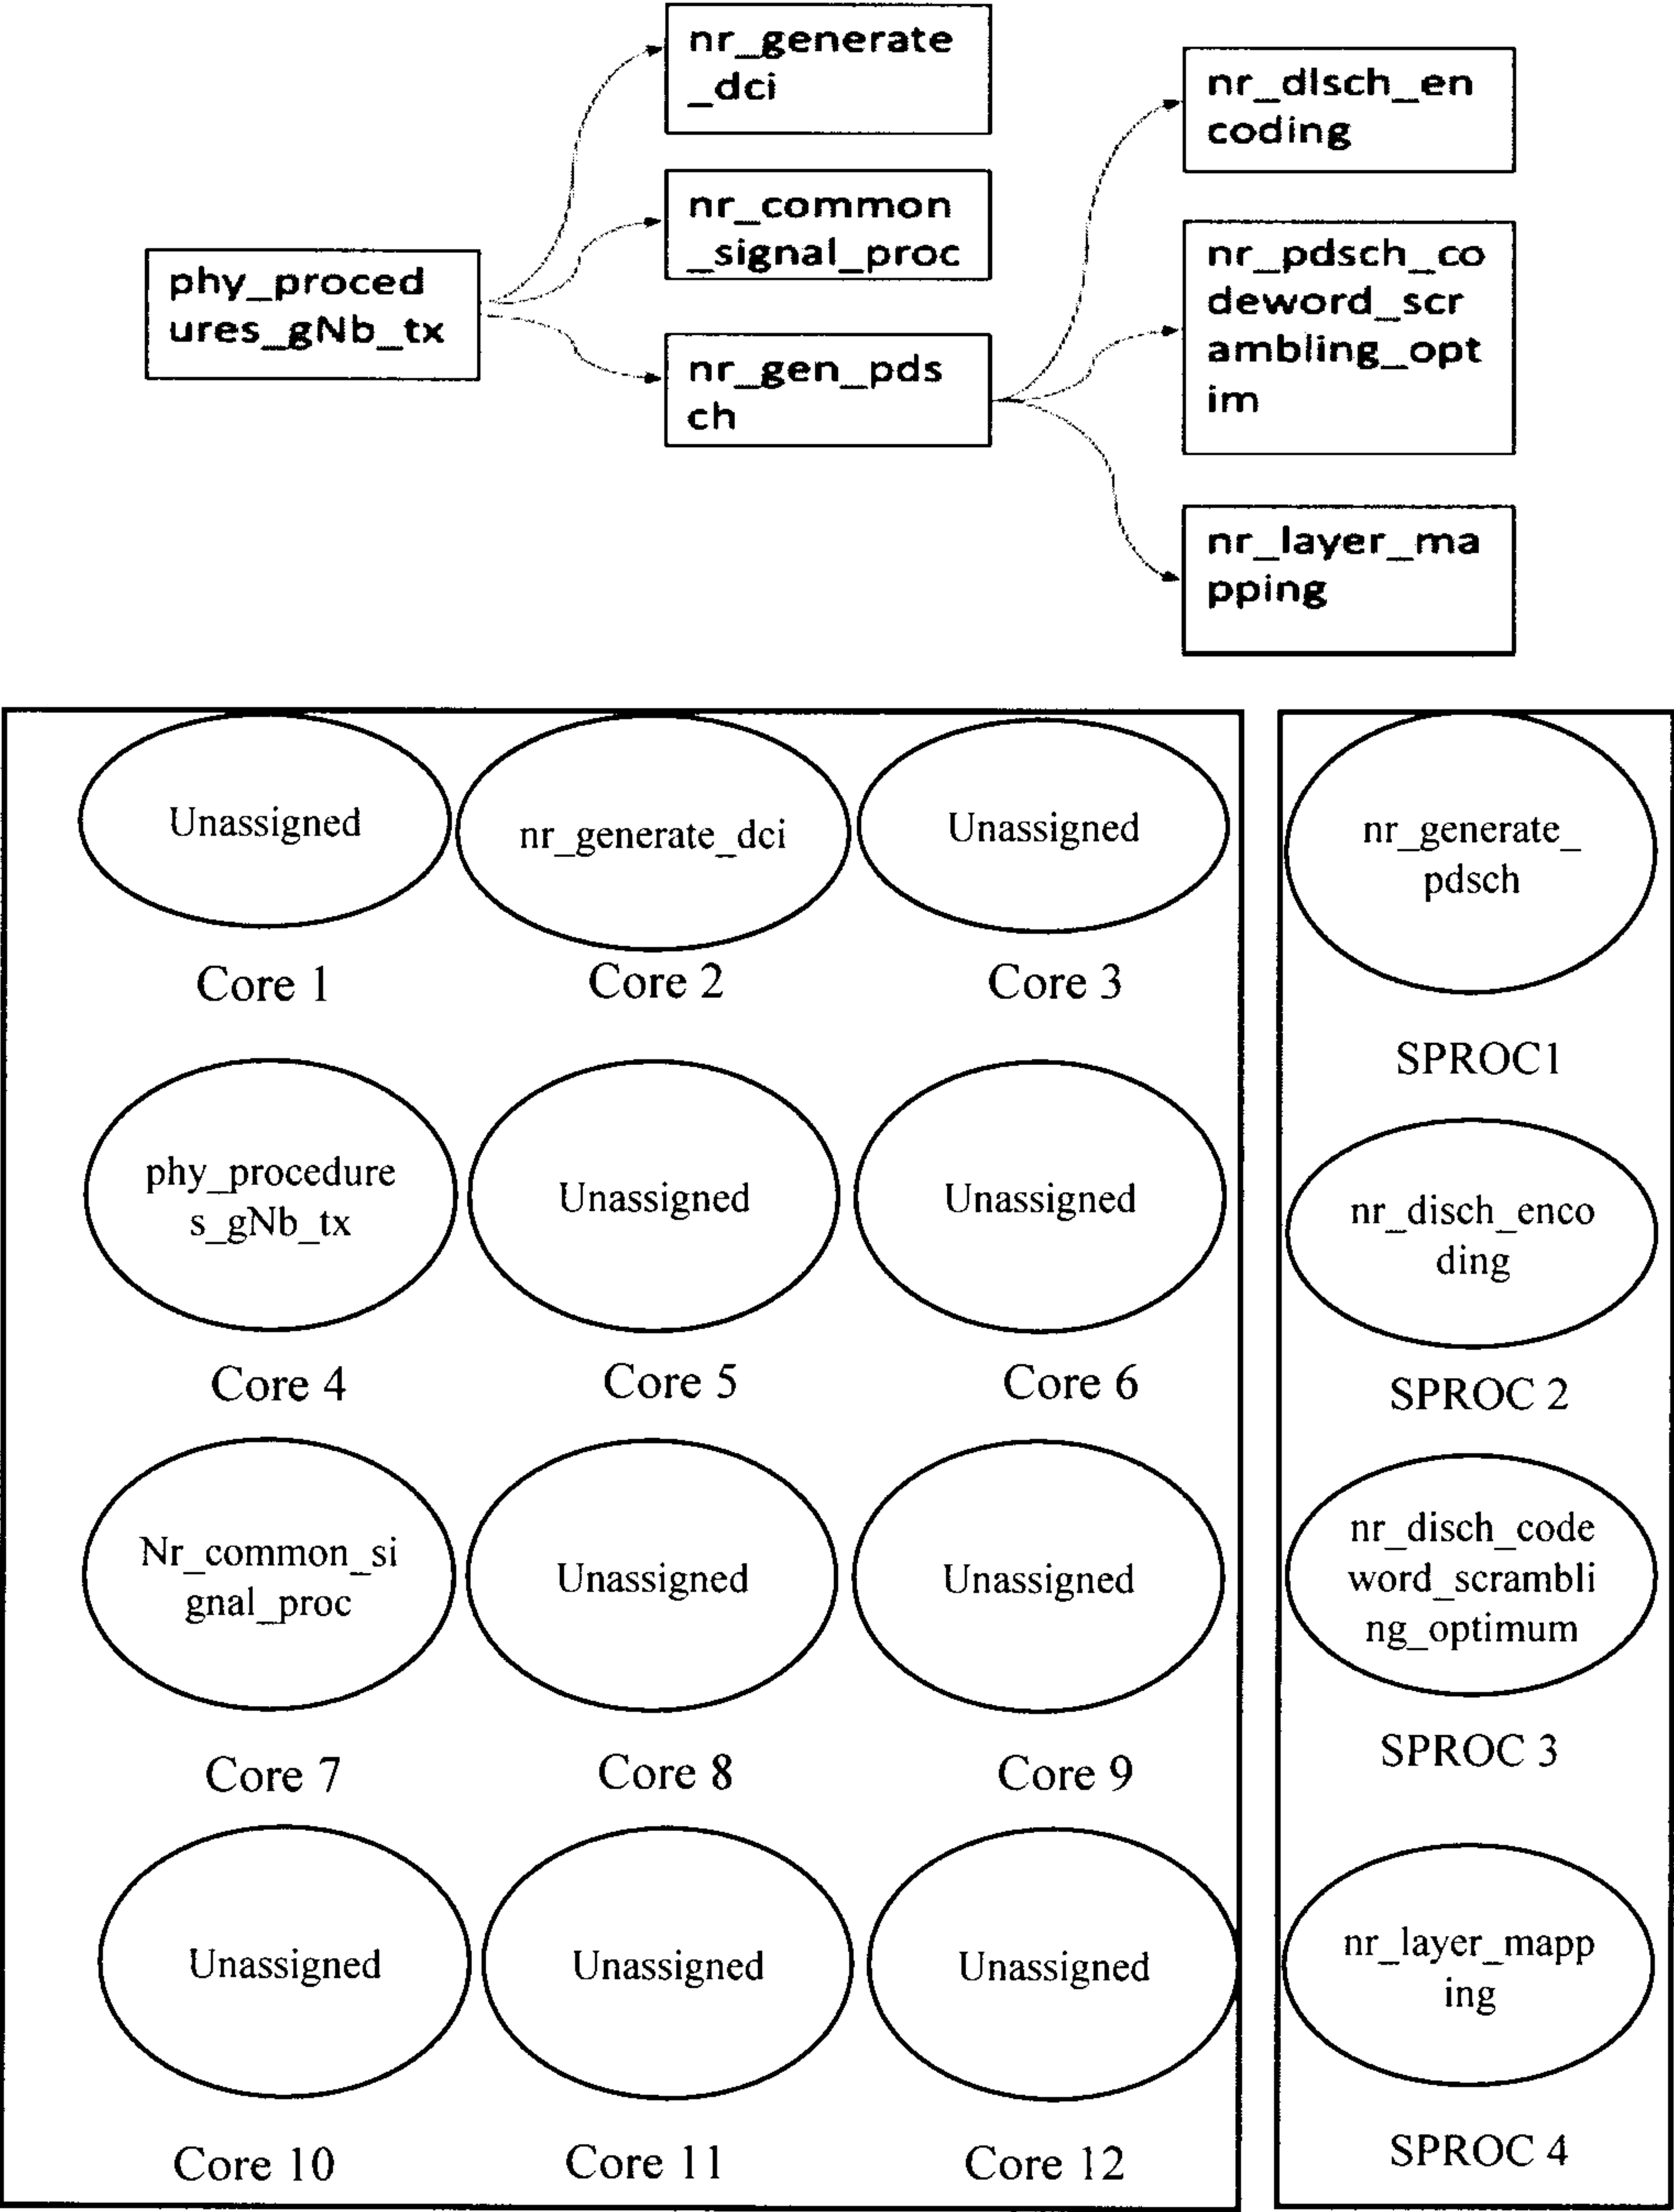 nr_generate
_dci
nr_dlsch_en
coding
nr_common
_signal_proc
phy_proced
ures_gNb_tx
nr_pdsch_co
deword_scr
ambling_opt
im
nr_gen_pds
ch
nr_layer_ma
pping
Unassigned
Core 1
nr_generate_dci
Core 2
Unassigned
Core 3
nr_generate_
pdsch
SPROC1
phy_procedure
s_gNb_tx
Core 4
Unassigned
Core 5
Unassigned
Core 6
nr_disch_enco
ding
SPROC 2
Nr_common_si
gnal_proc
Core 7
Unassigned
Core 8
Unassigned
Core 9
nr_disch_code
word_scrambli
ng_optimum
SPROC 3
Unassigned
Core 10
Unassigned
Core 11
Unassigned
Core 12
nr_layer_mapp
ing
SPROC 4